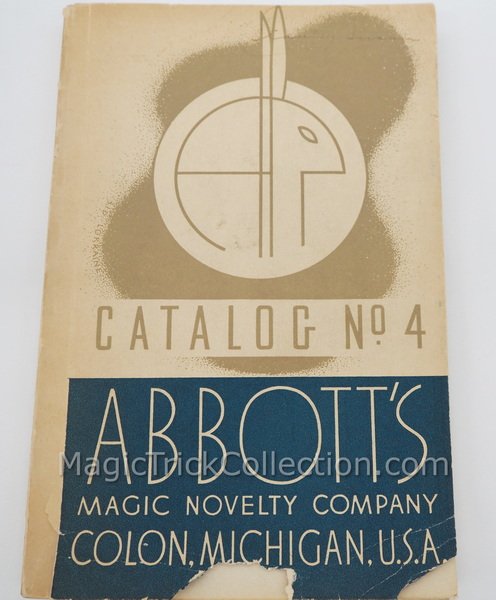 CATALOG Nº 4
ABBOTT'S
MagicTrickCollection.com
MAGIC NOVELTY COMPANY
COLON, MICHIGAN, U.S.A.